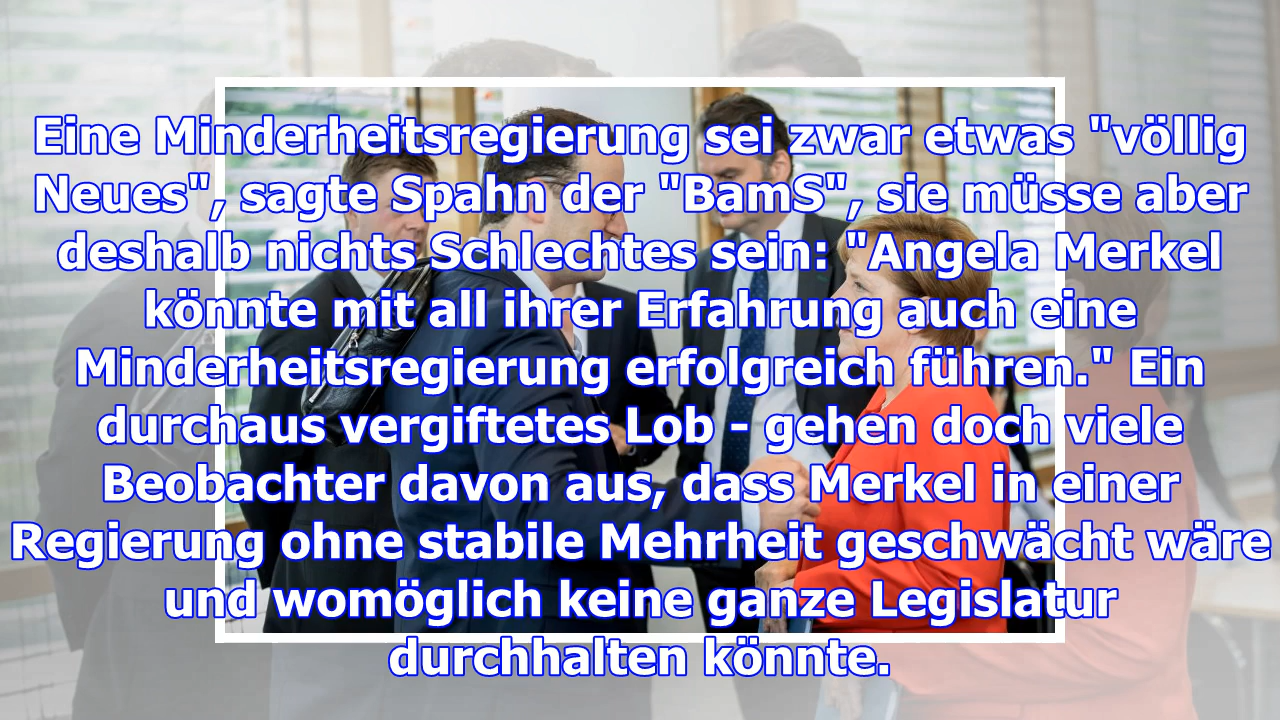 Eine Minderheitsregierung sei zwar etwas "völlig
Neues", sagte Spahn der "BamS", sie müsse aber
deshalb nichts Schlechtes sein: "Angela Merkel
könnte mit all ihrer Erfahrung auch eine
Minderheitsregierung erfolgreich führen." Ein
durchaus vergiftetes Lob - gehen doch viele
Beobachter davon aus, dass Merkel in einer
Regierung ohne stabile Mehrheit geschwächt wäre
und womöglich keine ganze Legislatur
durchhalten könnte.